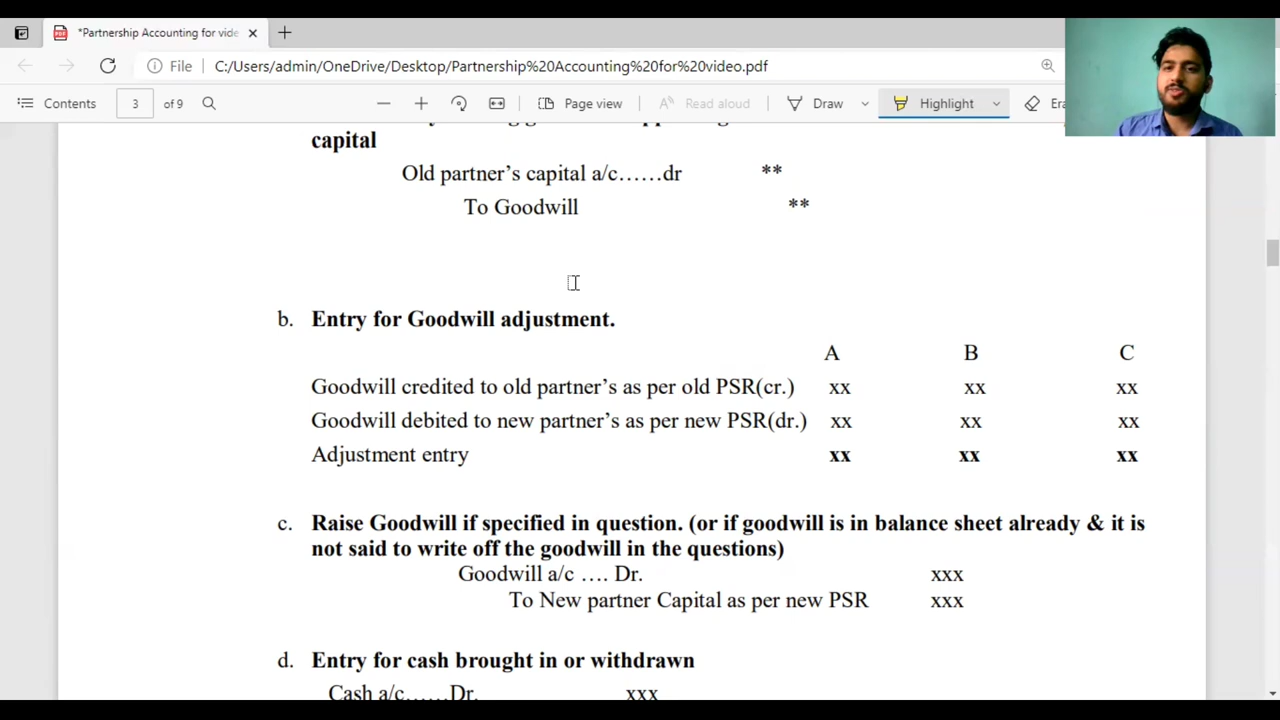 *Partnership Accounting for vide
File
C:/Users/admin/OneDrive/Desktop/Partnership%20Accounting%20for%20video.pdf
Contents 3 of 9 Page view Read aloud Draw Highlight
capital
Old partner’s capital a/c……dr **
To Goodwill **
b. Entry for Goodwill adjustment.
A B C
Goodwill credited to old partner’s as per old PSR(cr.) xx xx xx
Goodwill debited to new partner’s as per new PSR(dr.) xx xx xx
Adjustment entry xx xx xx
c. Raise Goodwill if specified in question. (or if goodwill is in balance sheet already & it is
not said to write off the goodwill in the questions)
Goodwill a/c …. Dr. xxx
To New partner Capital as per new PSR xxx
d. Entry for cash brought in or withdrawn
Cash a/c……Dr. xxx